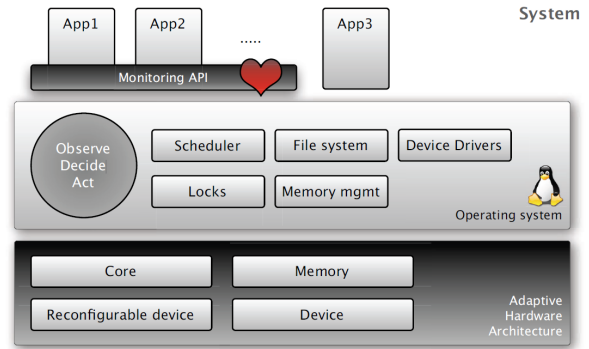 System
App1
App2
.....
App3
Monitoring API
Observe
Decide
Act
Scheduler
File system
Device Drivers
Locks
Memory mgmt
Operating system
Core
Memory
Reconfigurable device
Device
Adaptive
Hardware
Architecture